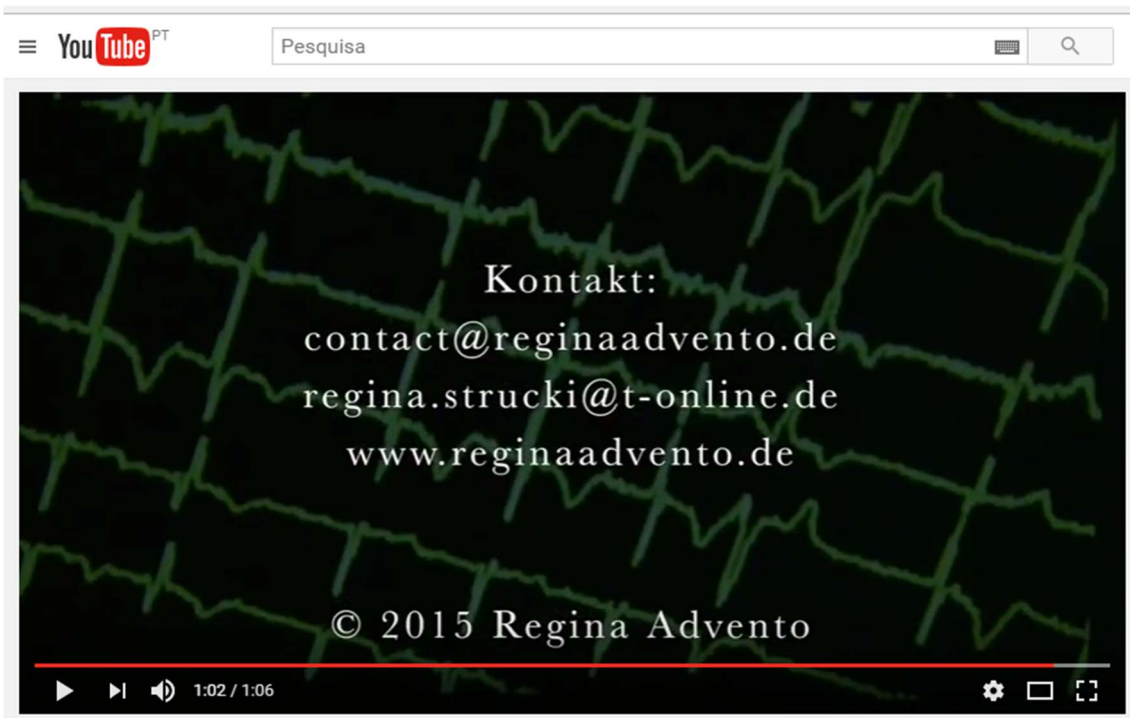 YouTube PT
Pesquisa
Kontakt:
contact@reginaadvento.de
regina.strucki@t-online.de
www.reginaadvento.de
© 2015 Regina Advento
1:02 / 1:06